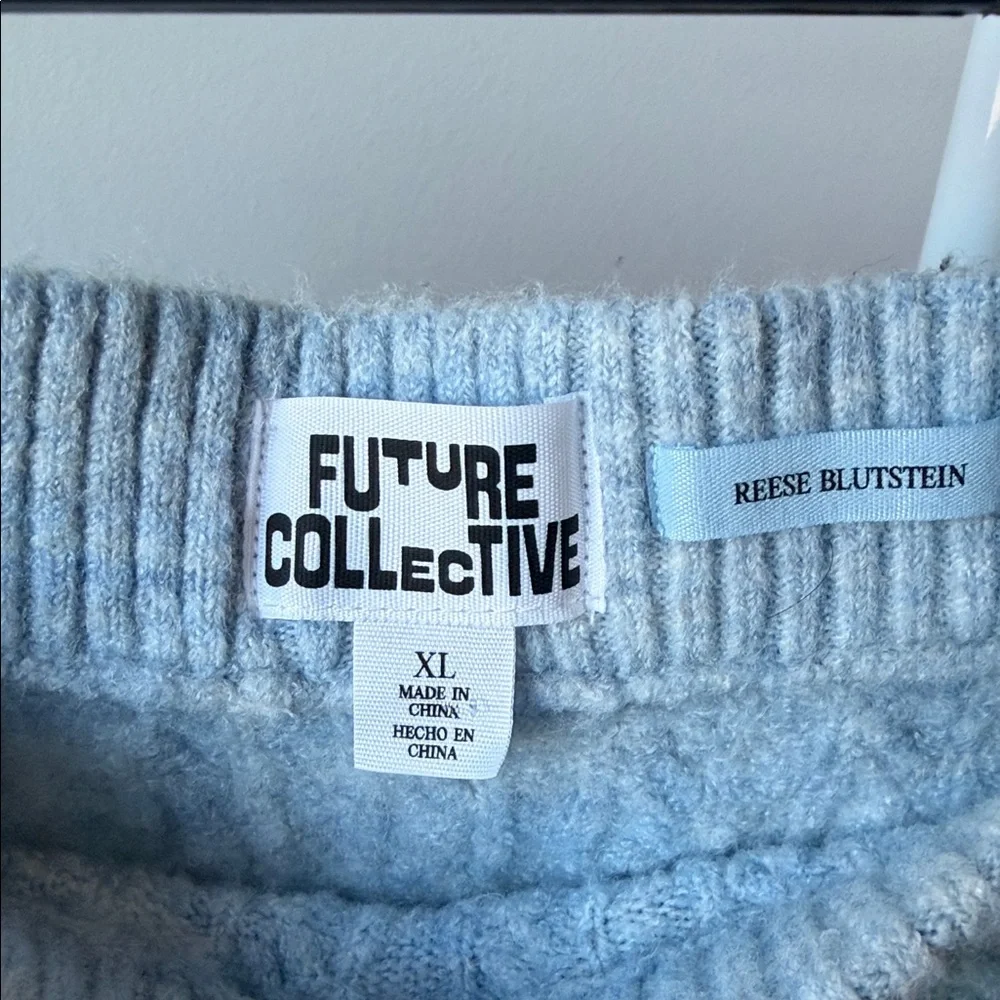 FUTURE
COLLECTIVE
REESE BLUTSTEIN
XL
MADE IN
CHINA
HECHO EN
CHINA